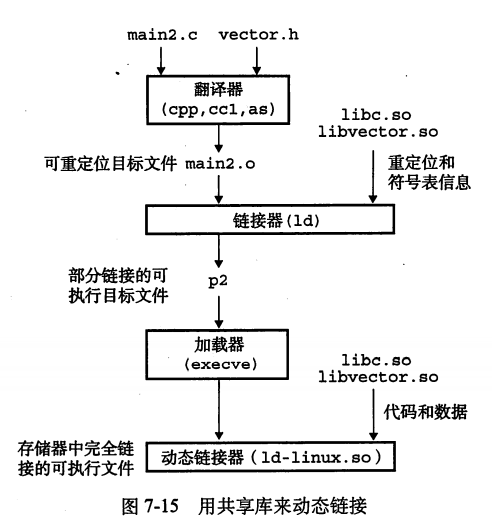 main2.c vector.h
翻译器
(cpp,cc1,as)
libc.so
libvector.so
可重定位目标文件 main2.o
重定位和
符号表信息
链接器(ld)
部分链接的可
执行目标文件
p2
加载器
(execve)
libc.so
libvector.so
代码和数据
存储器中完全链
接的可执行文件
动态链接器(ld-linux.so)
图 7-15 用共享库来动态链接